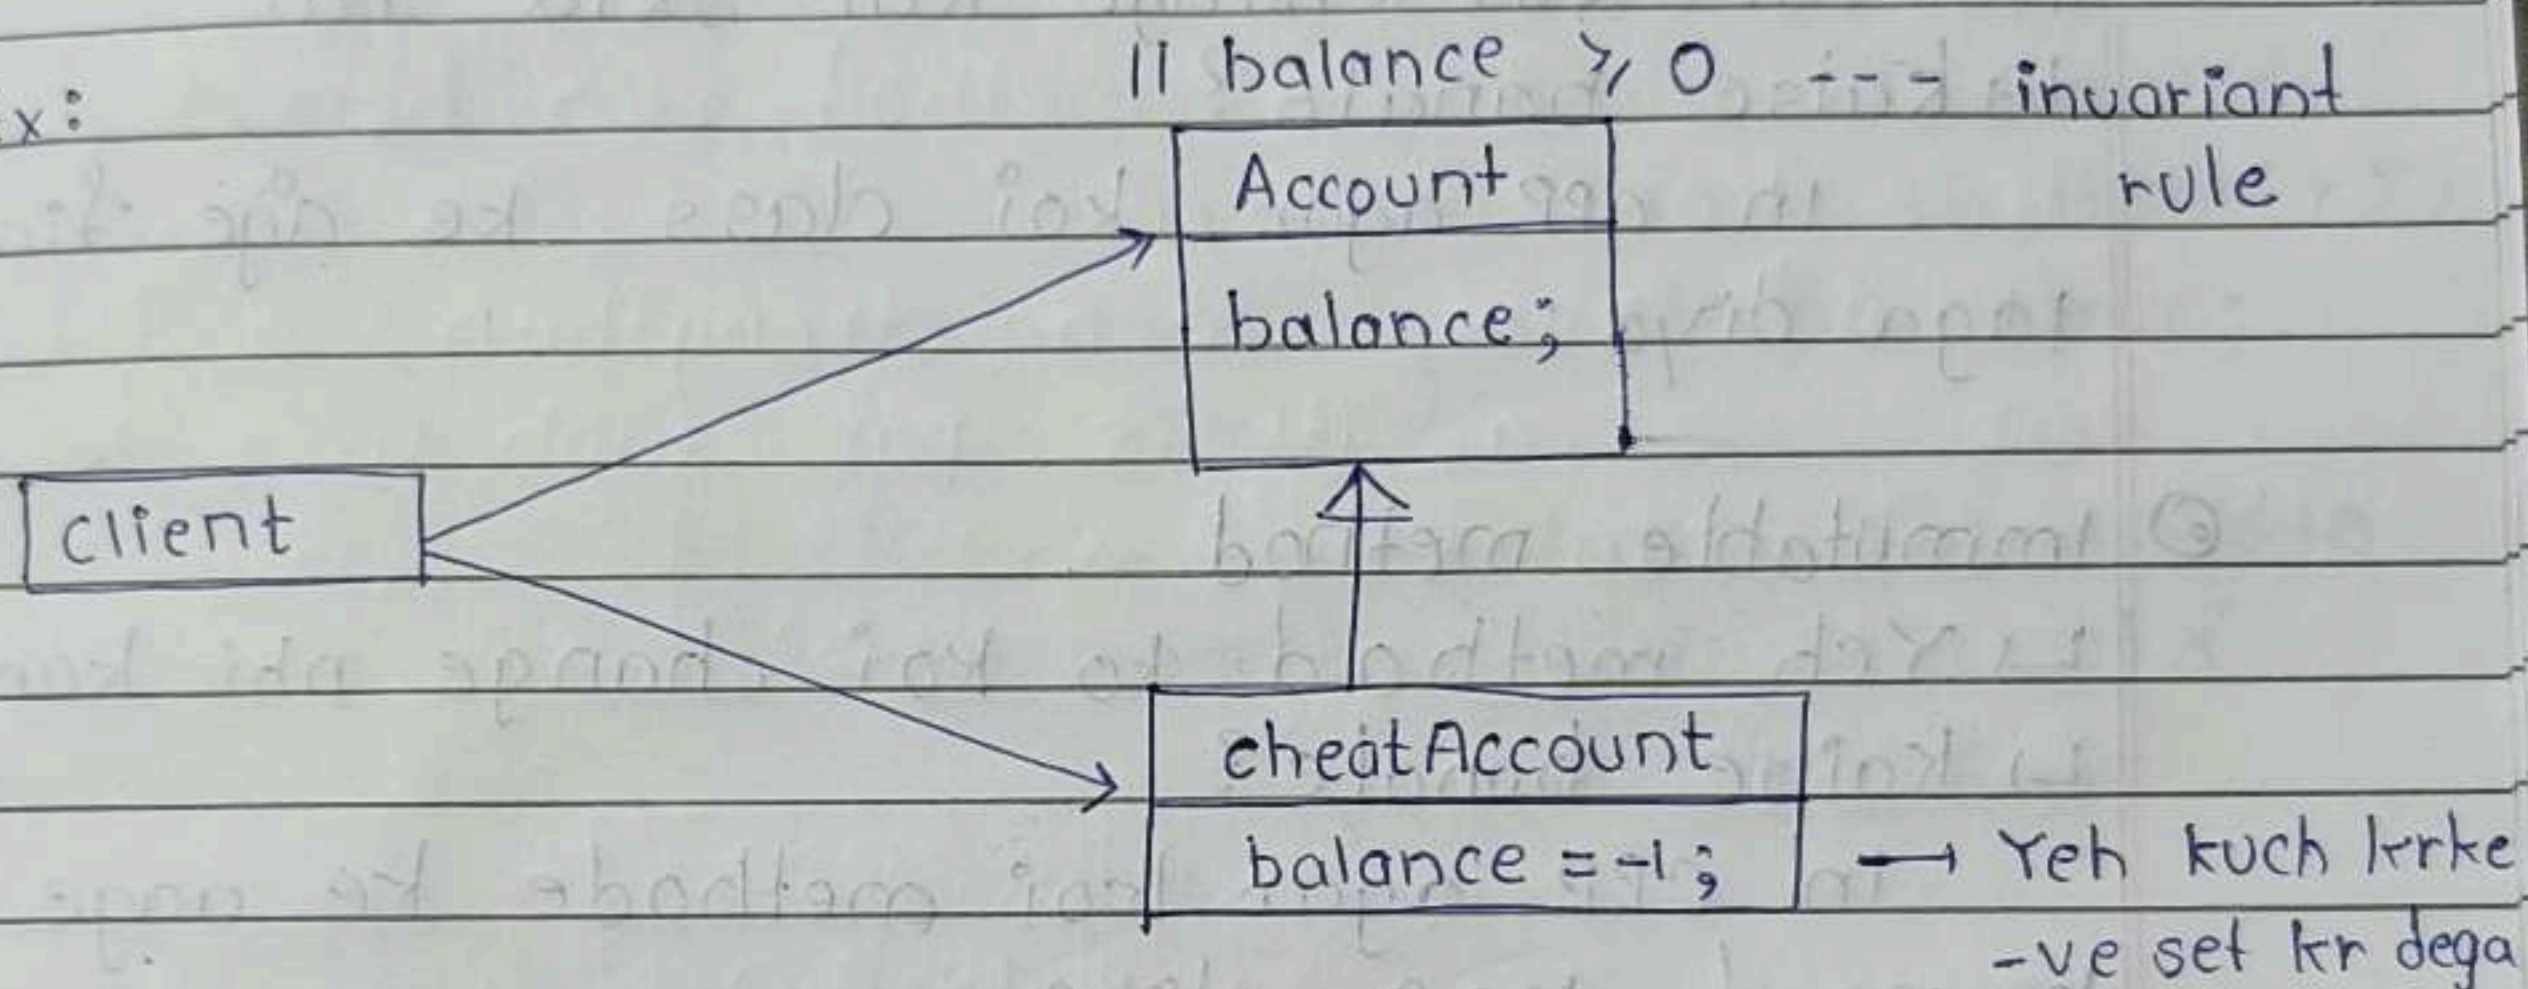 x:
|| balance ⩾ 0 --- invariant
rule
Account
balance;
client
cheatAccount
balance = -1; → Yeh kuch krke
-ve set kr dega